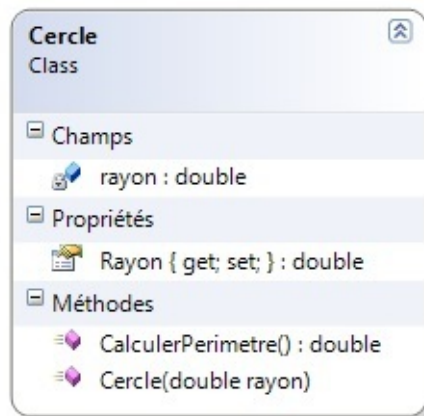 Cercle
Class
Champs
rayon : double
Propriétés
Rayon { get; set; } : double
Méthodes
CalculerPerimetre() : double
Cercle(double rayon)